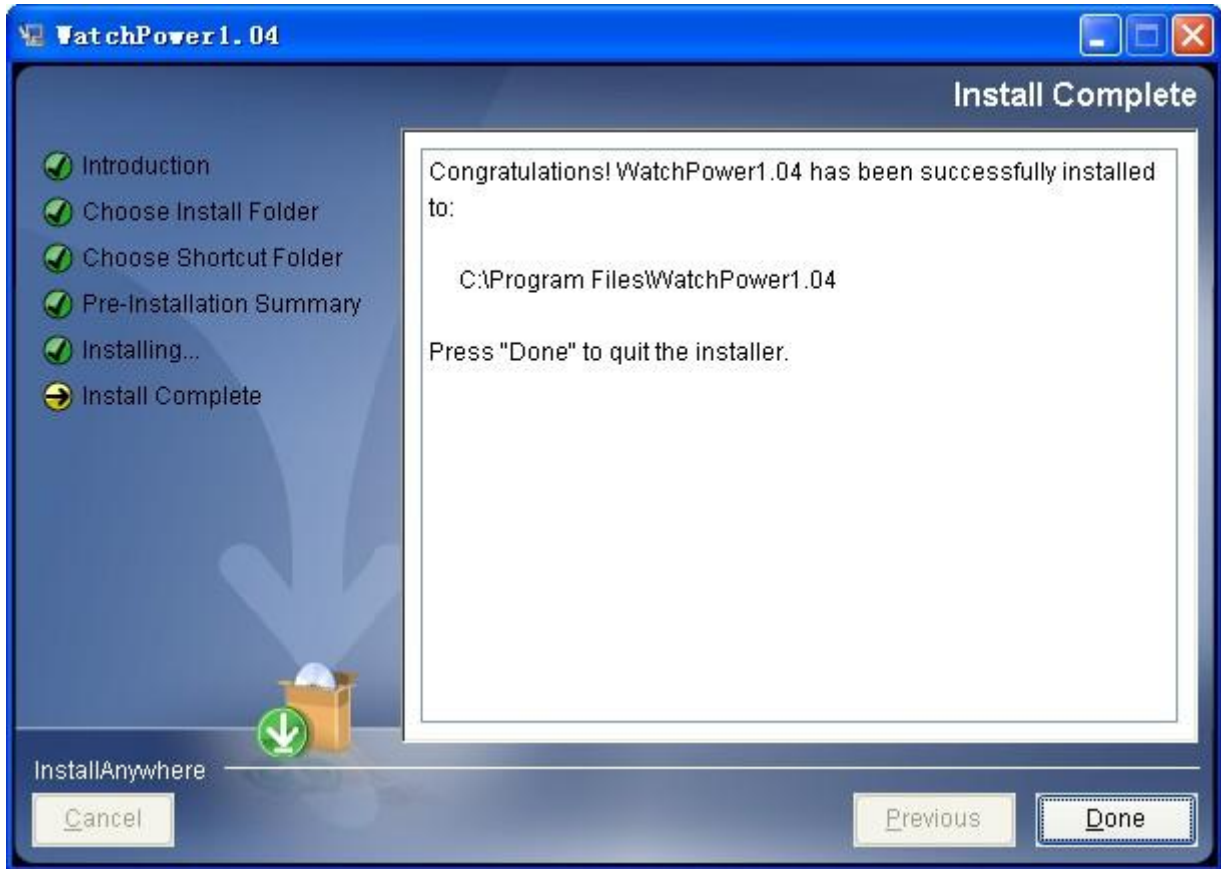 WatchPower1.04
Install Complete
Introduction
Choose Install Folder
Choose Shortcut Folder
Pre-Installation Summary
Installing...
Install Complete
Congratulations! WatchPower1.04 has been successfully installed
to:
C:\Program Files\WatchPower1.04
Press "Done" to quit the installer.
InstallAnywhere
Cancel
Previous
Done